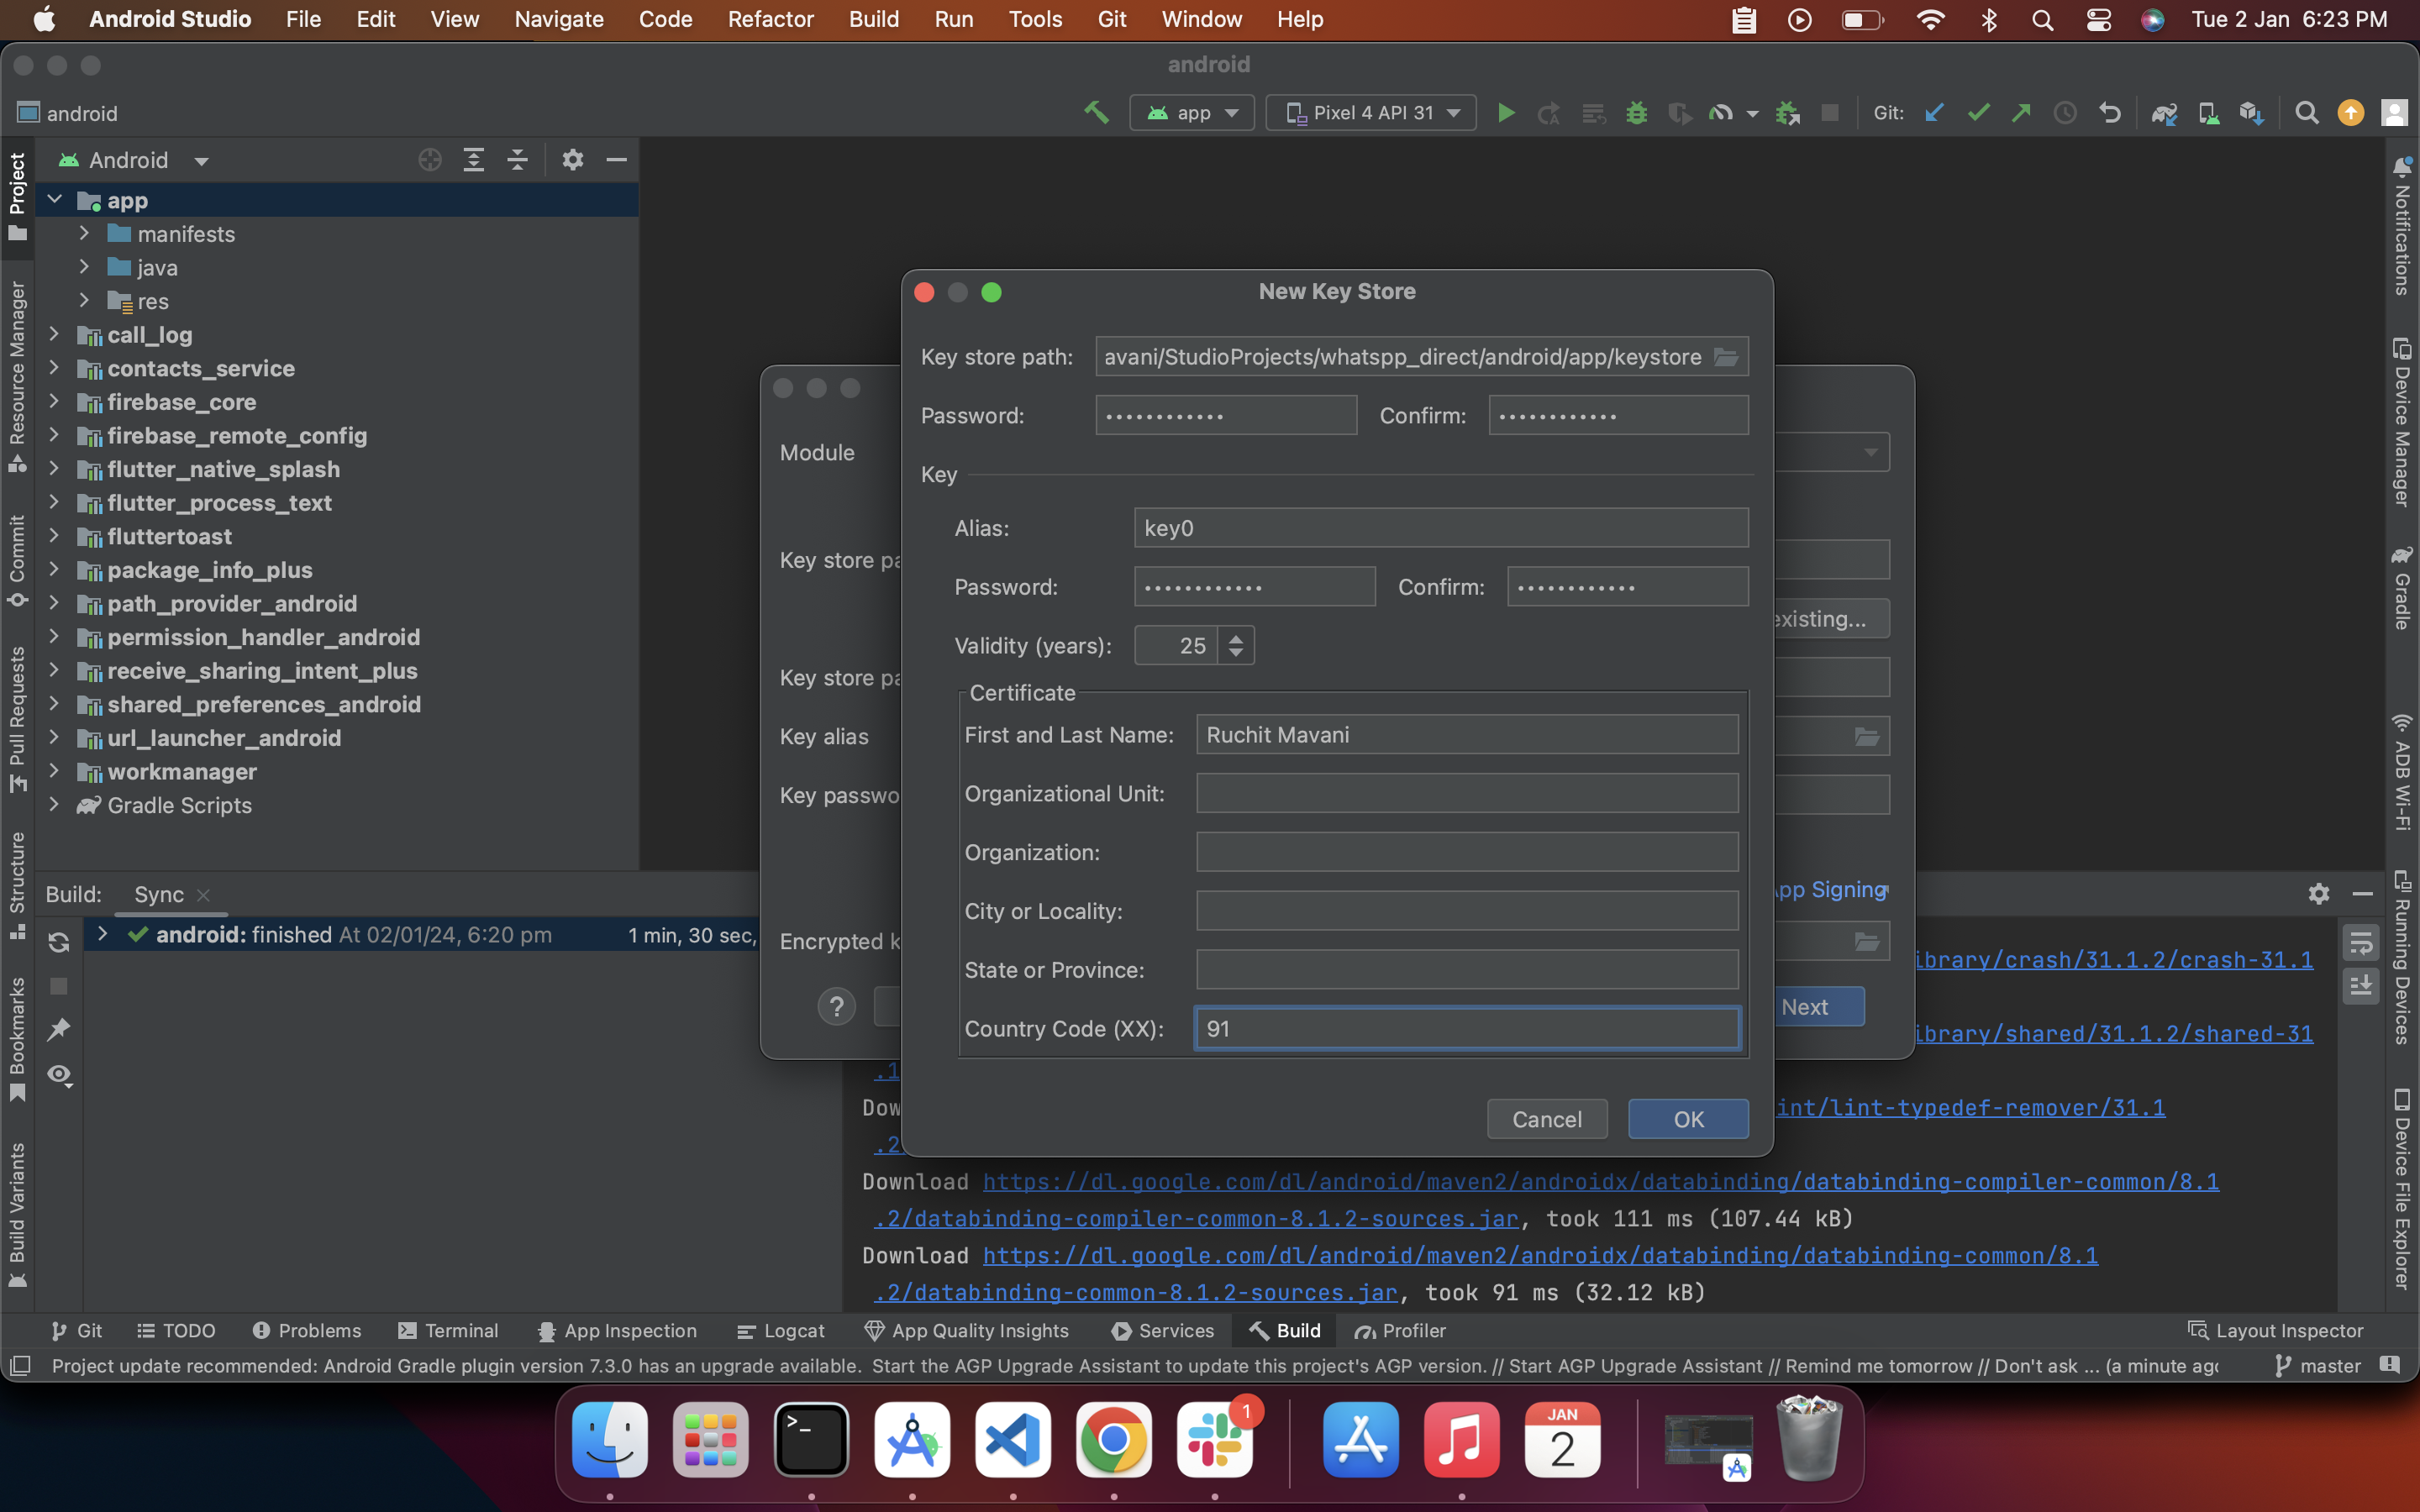 Android Studio File Edit View Navigate Code Refactor Build Run Tools Git Window Help Tue 2 Jan 6:23 PM
android
android app Pixel 4 API 31 Git:
Android
app
manifests
java
res
call_log
contacts_service
firebase_core
firebase_remote_config
flutter_native_splash
flutter_process_text
fluttertoast
package_info_plus
path_provider_android
permission_handler_android
receive_sharing_intent_plus
shared_preferences_android
url_launcher_android
workmanager
Gradle Scripts
Project
Resource Manager
Commit
Pull Requests
Structure
Bookmarks
Build Variants
New Key Store
Key store path: avani/StudioProjects/whatspp_direct/android/app/keystore
Password: •••••••••••• Confirm: ••••••••••••
Key
Alias: key0
Password: •••••••••••• Confirm: ••••••••••••
Validity (years): 25
Certificate
First and Last Name: Ruchit Mavani
Organizational Unit:
Organization:
City or Locality:
State or Province:
Country Code (XX): 91
Cancel OK
Module
Key store pa
existing...
Key store pa
Key alias
Key passwo
App Signing
Encrypted k
? Next
Notifications
Device Manager
Gradle
ADB Wi-Fi
Running Devices
Device File Explorer
Build: Sync
android: finished At 02/01/24, 6:20 pm 1 min, 30 sec,
ibrary/crash/31.1.2/crash-31.1
ibrary/shared/31.1.2/shared-31
.1
Dow int/lint-typedef-remover/31.1
.2/
Download https://dl.google.com/dl/android/maven2/androidx/databinding/databinding-compiler-common/8.1
.2/databinding-compiler-common-8.1.2-sources.jar, took 111 ms (107.44 kB)
Download https://dl.google.com/dl/android/maven2/androidx/databinding/databinding-common/8.1
.2/databinding-common-8.1.2-sources.jar, took 91 ms (32.12 kB)
Git TODO Problems Terminal App Inspection Logcat App Quality Insights Services Build Profiler Layout Inspector
Project update recommended: Android Gradle plugin version 7.3.0 has an upgrade available. Start the AGP Upgrade Assistant to update this project's AGP version. // Start AGP Upgrade Assistant // Remind me tomorrow // Don't ask ... (a minute ago master
1
JAN
2